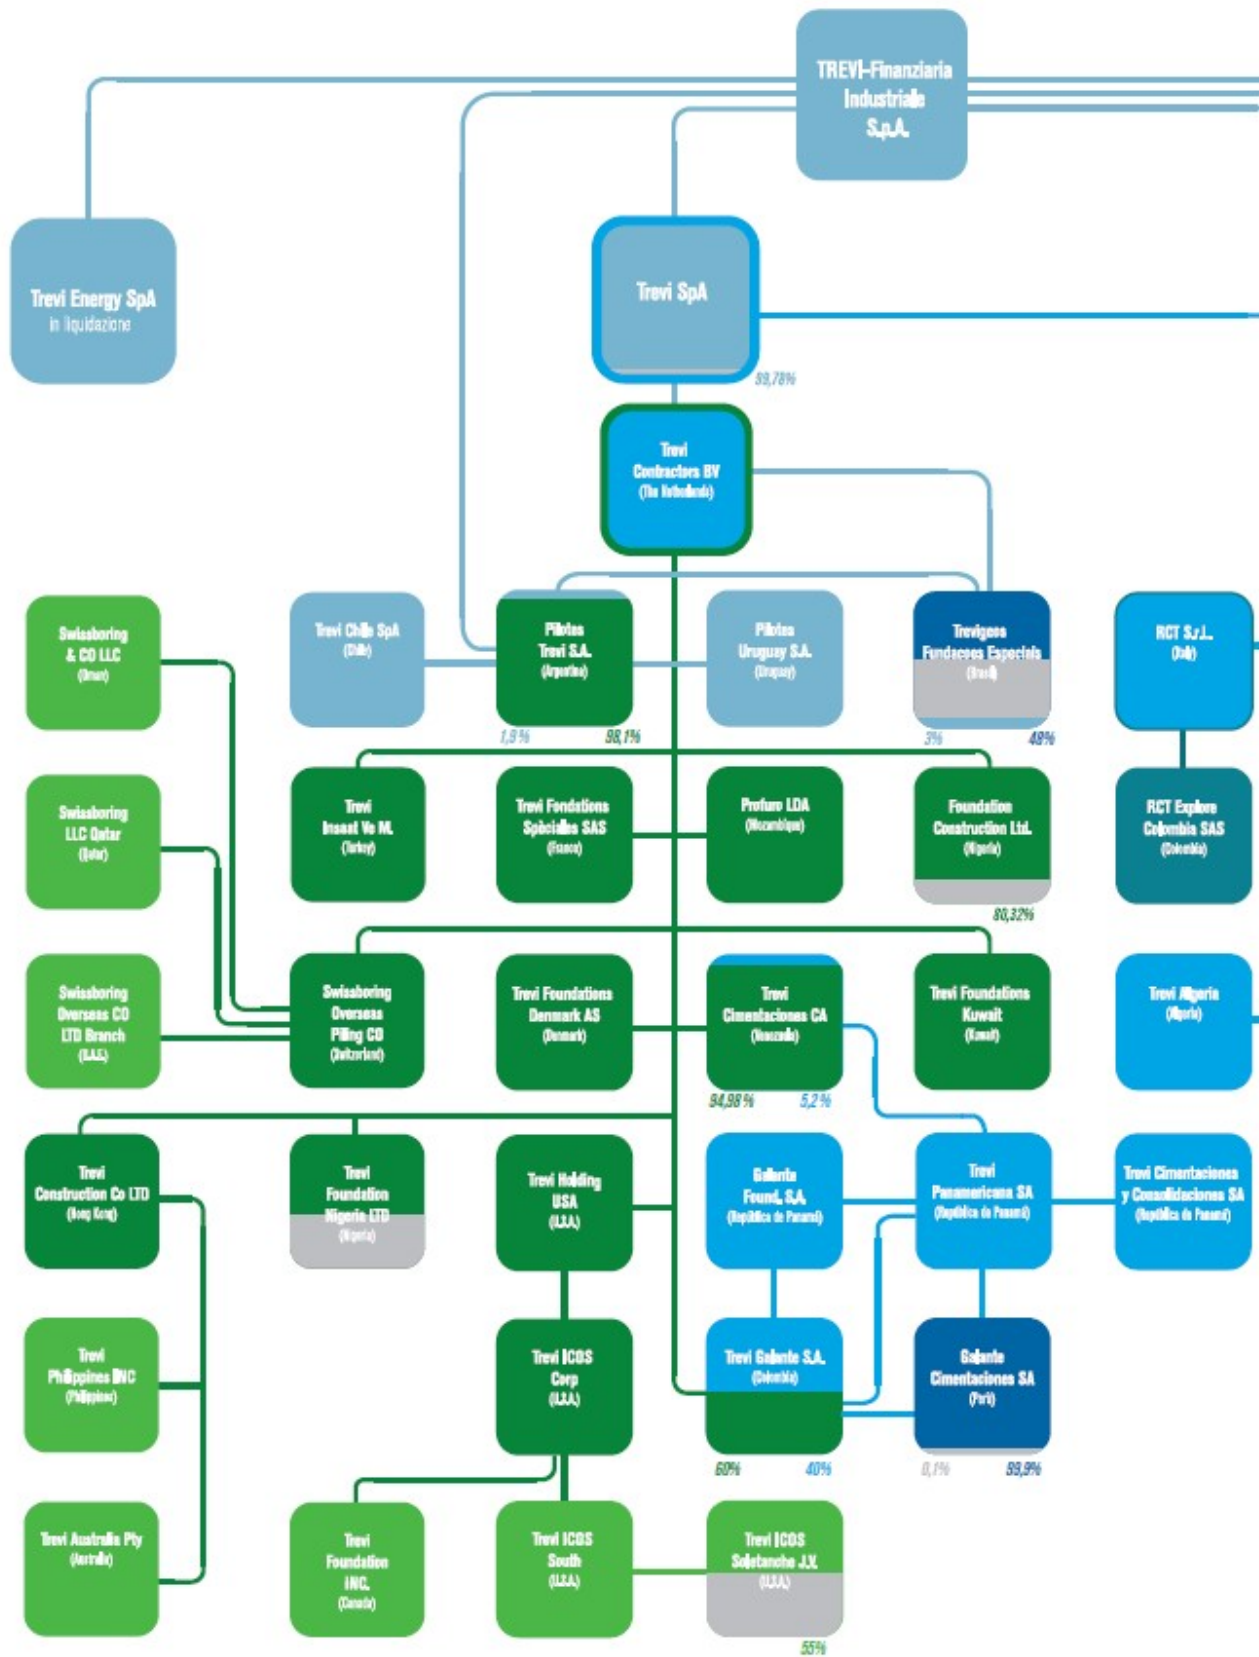 TREVI-Finanziaria
Industriale
S.p.A.
Trevi Energy SpA
in liquidazione
Trevi SpA
99,78%
Trevi
Contractors BV
(The Netherlands)
Swissboring
& CO LLC
(Oman)
Trevi Chile SpA
(Chile)
Pilotes
Trevi S.A.
(Argentina)
1,9 %
98,1%
Pilotes
Uruguay S.A.
(Uruguay)
Trevigeos
Fundacoes Especiais
(Brasil)
3%
48%
RCT S.r.L.
(Italy)
Swissboring
LLC Qatar
(Qatar)
Trevi
Insaat Ve M.
(Turkey)
Trevi Fondations
Spèciales SAS
(France)
Profuro LDA
(Mozambique)
Foundation
Construction Ltd.
(Nigeria)
80,32%
RCT Explore
Colombia SAS
(Colombia)
Swissboring
Overseas CO
LTD Branch
(U.A.E.)
Swissboring
Overseas
Piling CO
(Switzerland)
Trevi Foundations
Denmark AS
(Denmark)
Trevi
Cimentaciones CA
(Venezuela)
94,98 %
5,2 %
Trevi Foundations
Kuwait
(Kuwait)
Trevi Algeria
(Algeria)
Trevi
Construction Co LTD
(Hong Kong)
Trevi
Foundation
Nigeria LTD
(Nigeria)
Trevi Holding
USA
(U.S.A.)
Galante
Found. S.A.
(República de Panamá)
Trevi
Panamericana SA
(República de Panamá)
Trevi Cimentaciones
y Consolidaciones SA
(República de Panamá)
Trevi
Philippines INC
(Philippines)
Trevi ICOS
Corp
(U.S.A.)
Trevi Galante S.A.
(Colombia)
60%
40%
Galante
Cimentaciones SA
(Perù)
0,1%
99,9%
Trevi Australia Pty
(Australia)
Trevi
Foundation
INC.
(Canada)
Trevi ICOS
South
(U.S.A.)
Trevi ICOS
Soletanche J.V.
(U.S.A.)
55%